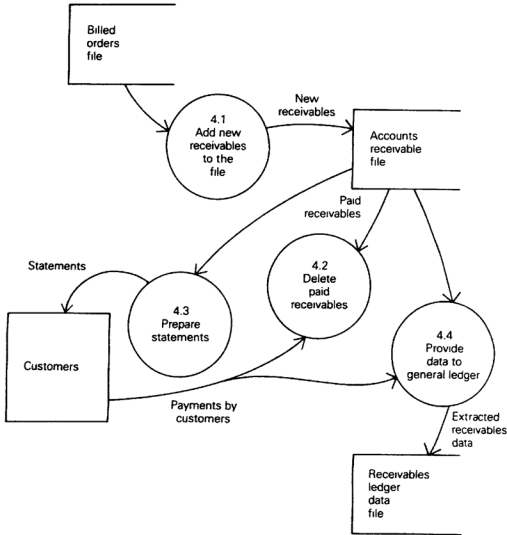 Billed
orders
file
4.1
Add new
receivables
to the
file
New
receivables
Accounts
receivable
file
Paid
receivables
4.2
Delete
paid
receivables
Statements
4.3
Prepare
statements
Customers
4.4
Provide
data to
general ledger
Payments by
customers
Extracted
receivables
data
Receivables
ledger
data
file